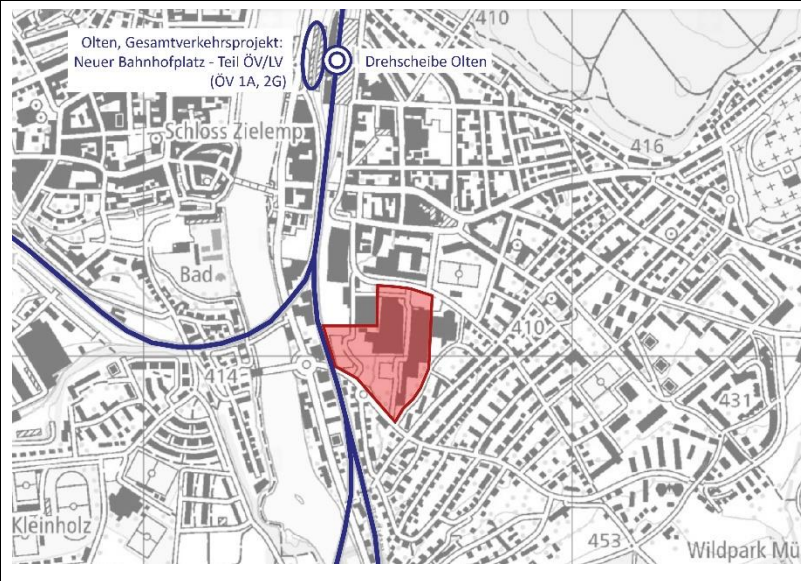 410
Olten, Gesamtverkehrsprojekt:
Neuer Bahnhofplatz - Teil ÖV/LV
(ÖV 1A, 2G)
Drehscheibe Olten
Schloss Zielemp
416
Bad
410
414
431
Kleinholz
453
Wildpark Mü